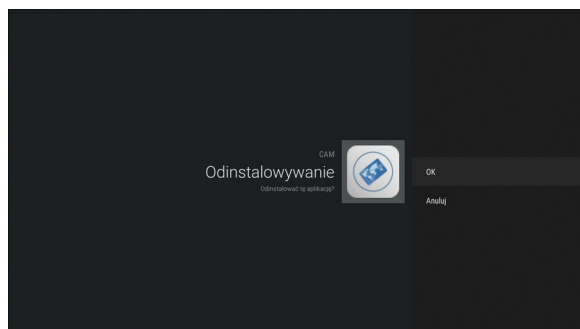 CAM
Odinstalowywanie
Odinstalować tę aplikację?
OK
Anuluj